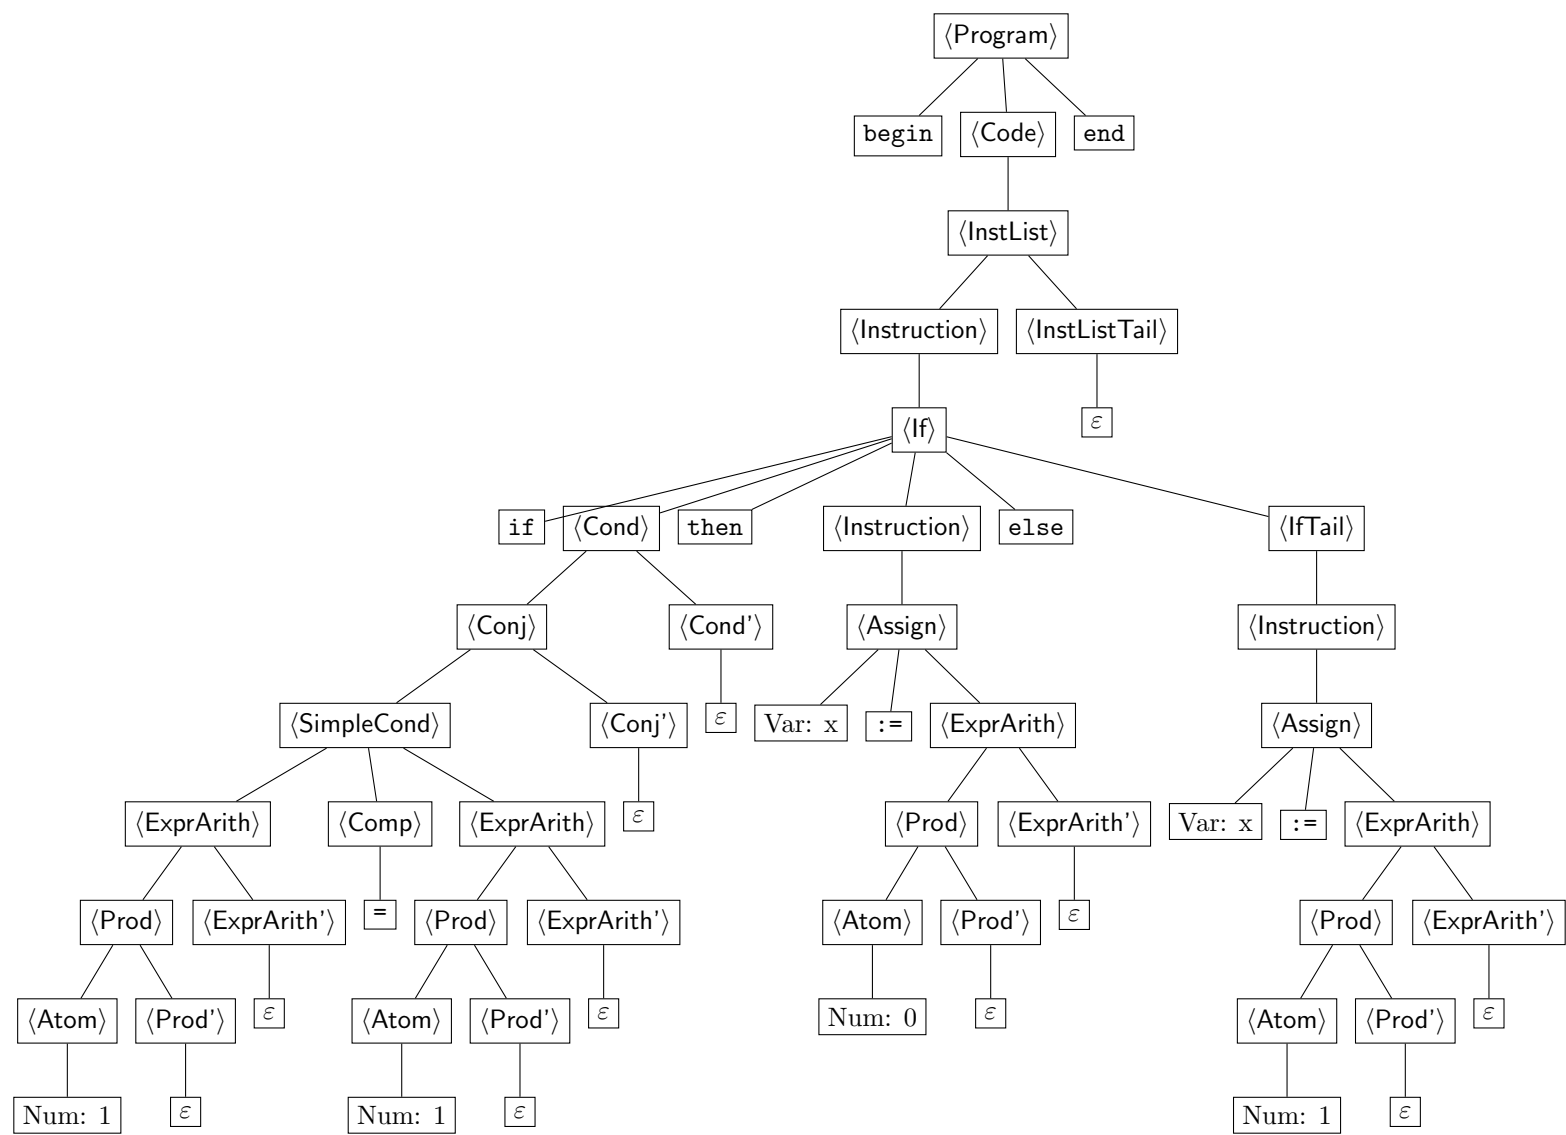 ⟨Program⟩
begin ⟨Code⟩ end
⟨InstList⟩
⟨Instruction⟩ ⟨InstListTail⟩
⟨If⟩ ε
if ⟨Cond⟩ then ⟨Instruction⟩ else ⟨IfTail⟩
⟨Conj⟩ ⟨Cond'⟩ ⟨Assign⟩ ⟨Instruction⟩
⟨SimpleCond⟩ ⟨Conj'⟩ ε Var: x := ⟨ExprArith⟩ ⟨Assign⟩
⟨ExprArith⟩ ⟨Comp⟩ ⟨ExprArith⟩ ε ⟨Prod⟩ ⟨ExprArith'⟩ Var: x := ⟨ExprArith⟩
⟨Prod⟩ ⟨ExprArith'⟩ = ⟨Prod⟩ ⟨ExprArith'⟩ ⟨Atom⟩ ⟨Prod'⟩ ε ⟨Prod⟩ ⟨ExprArith'⟩
⟨Atom⟩ ⟨Prod'⟩ ε ⟨Atom⟩ ⟨Prod'⟩ ε Num: 0 ε ⟨Atom⟩ ⟨Prod'⟩ ε
Num: 1 ε Num: 1 ε Num: 1 ε